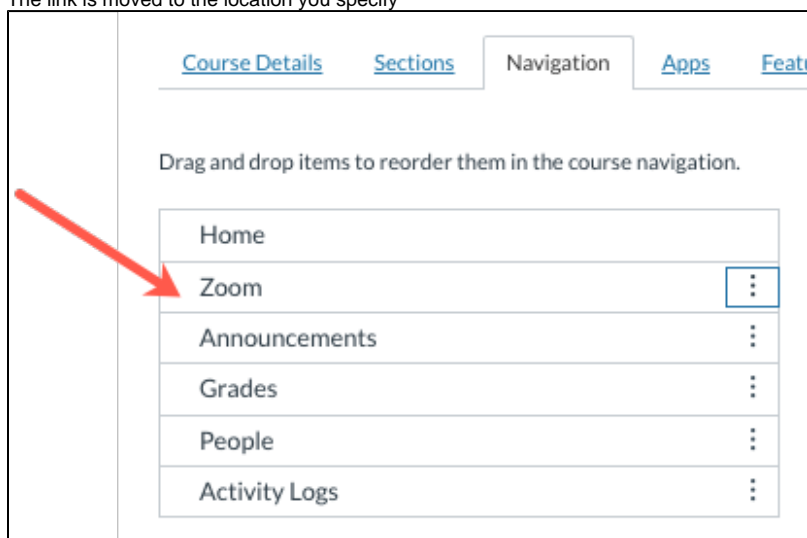 The link is moved to the location you specify
Course Details Sections Navigation Apps
Drag and drop items to reorder them in the course navigation.
Home
Zoom
Announcements
Grades
People
Activity Logs